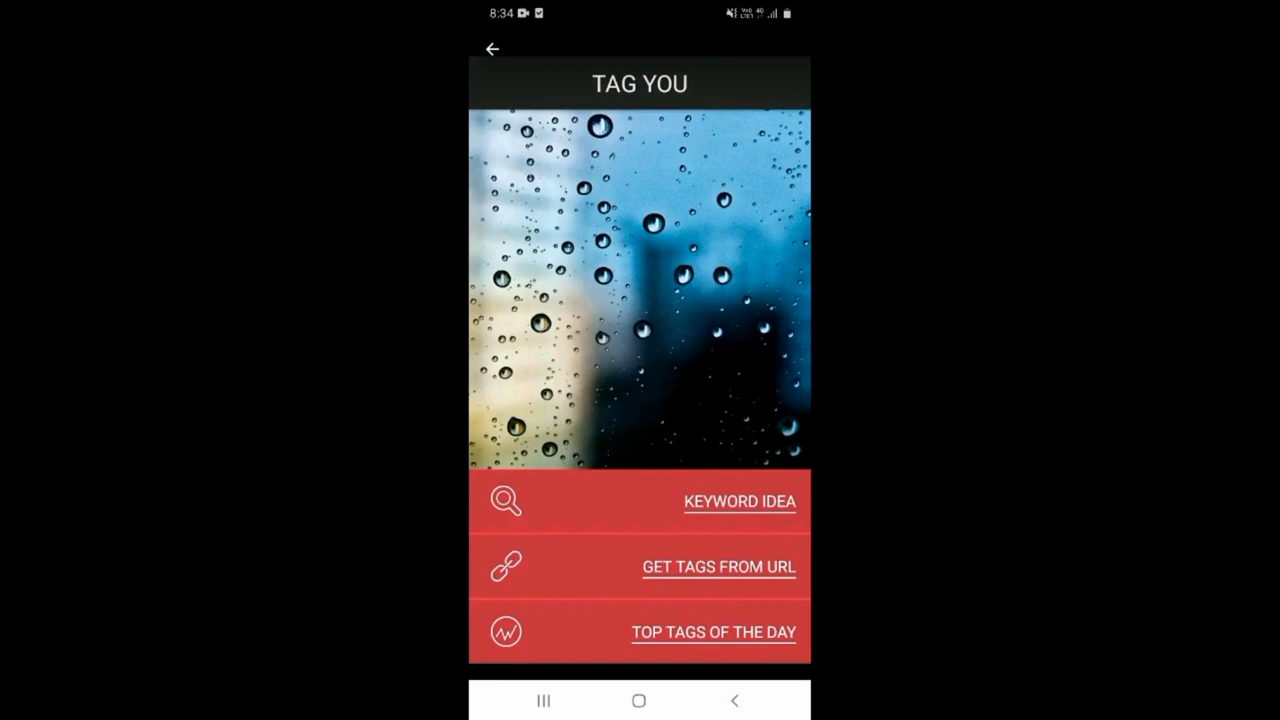 8:34
TAG YOU
KEYWORD IDEA
GET TAGS FROM URL
TOP TAGS OF THE DAY